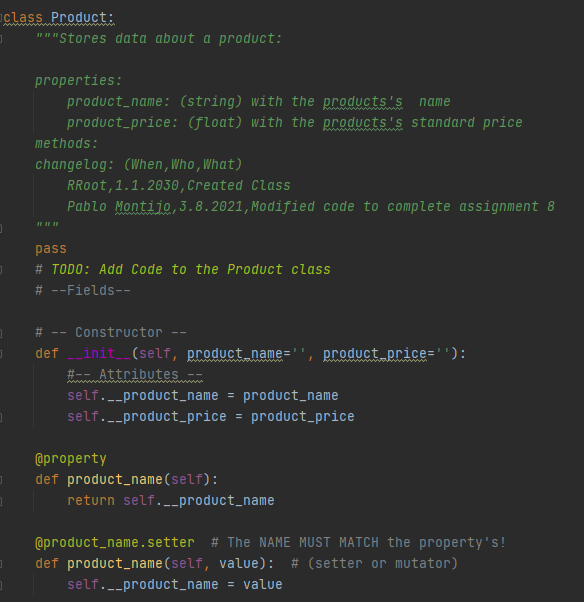 class Product:
    """Stores data about a product:

    properties:
        product_name: (string) with the products's  name
        product_price: (float) with the products's standard price
    methods:
    changelog: (When,Who,What)
        RRoot,1.1.2030,Created Class
        Pablo Montijo,3.8.2021,Modified code to complete assignment 8
    """
    pass
    # TODO: Add Code to the Product class
    # --Fields--

    # -- Constructor --
    def __init__(self, product_name='', product_price=''):
        #-- Attributes --
        self.__product_name = product_name
        self.__product_price = product_price

    @property
    def product_name(self):
        return self.__product_name

    @product_name.setter  # The NAME MUST MATCH the property's!
    def product_name(self, value):  # (setter or mutator)
        self.__product_name = value